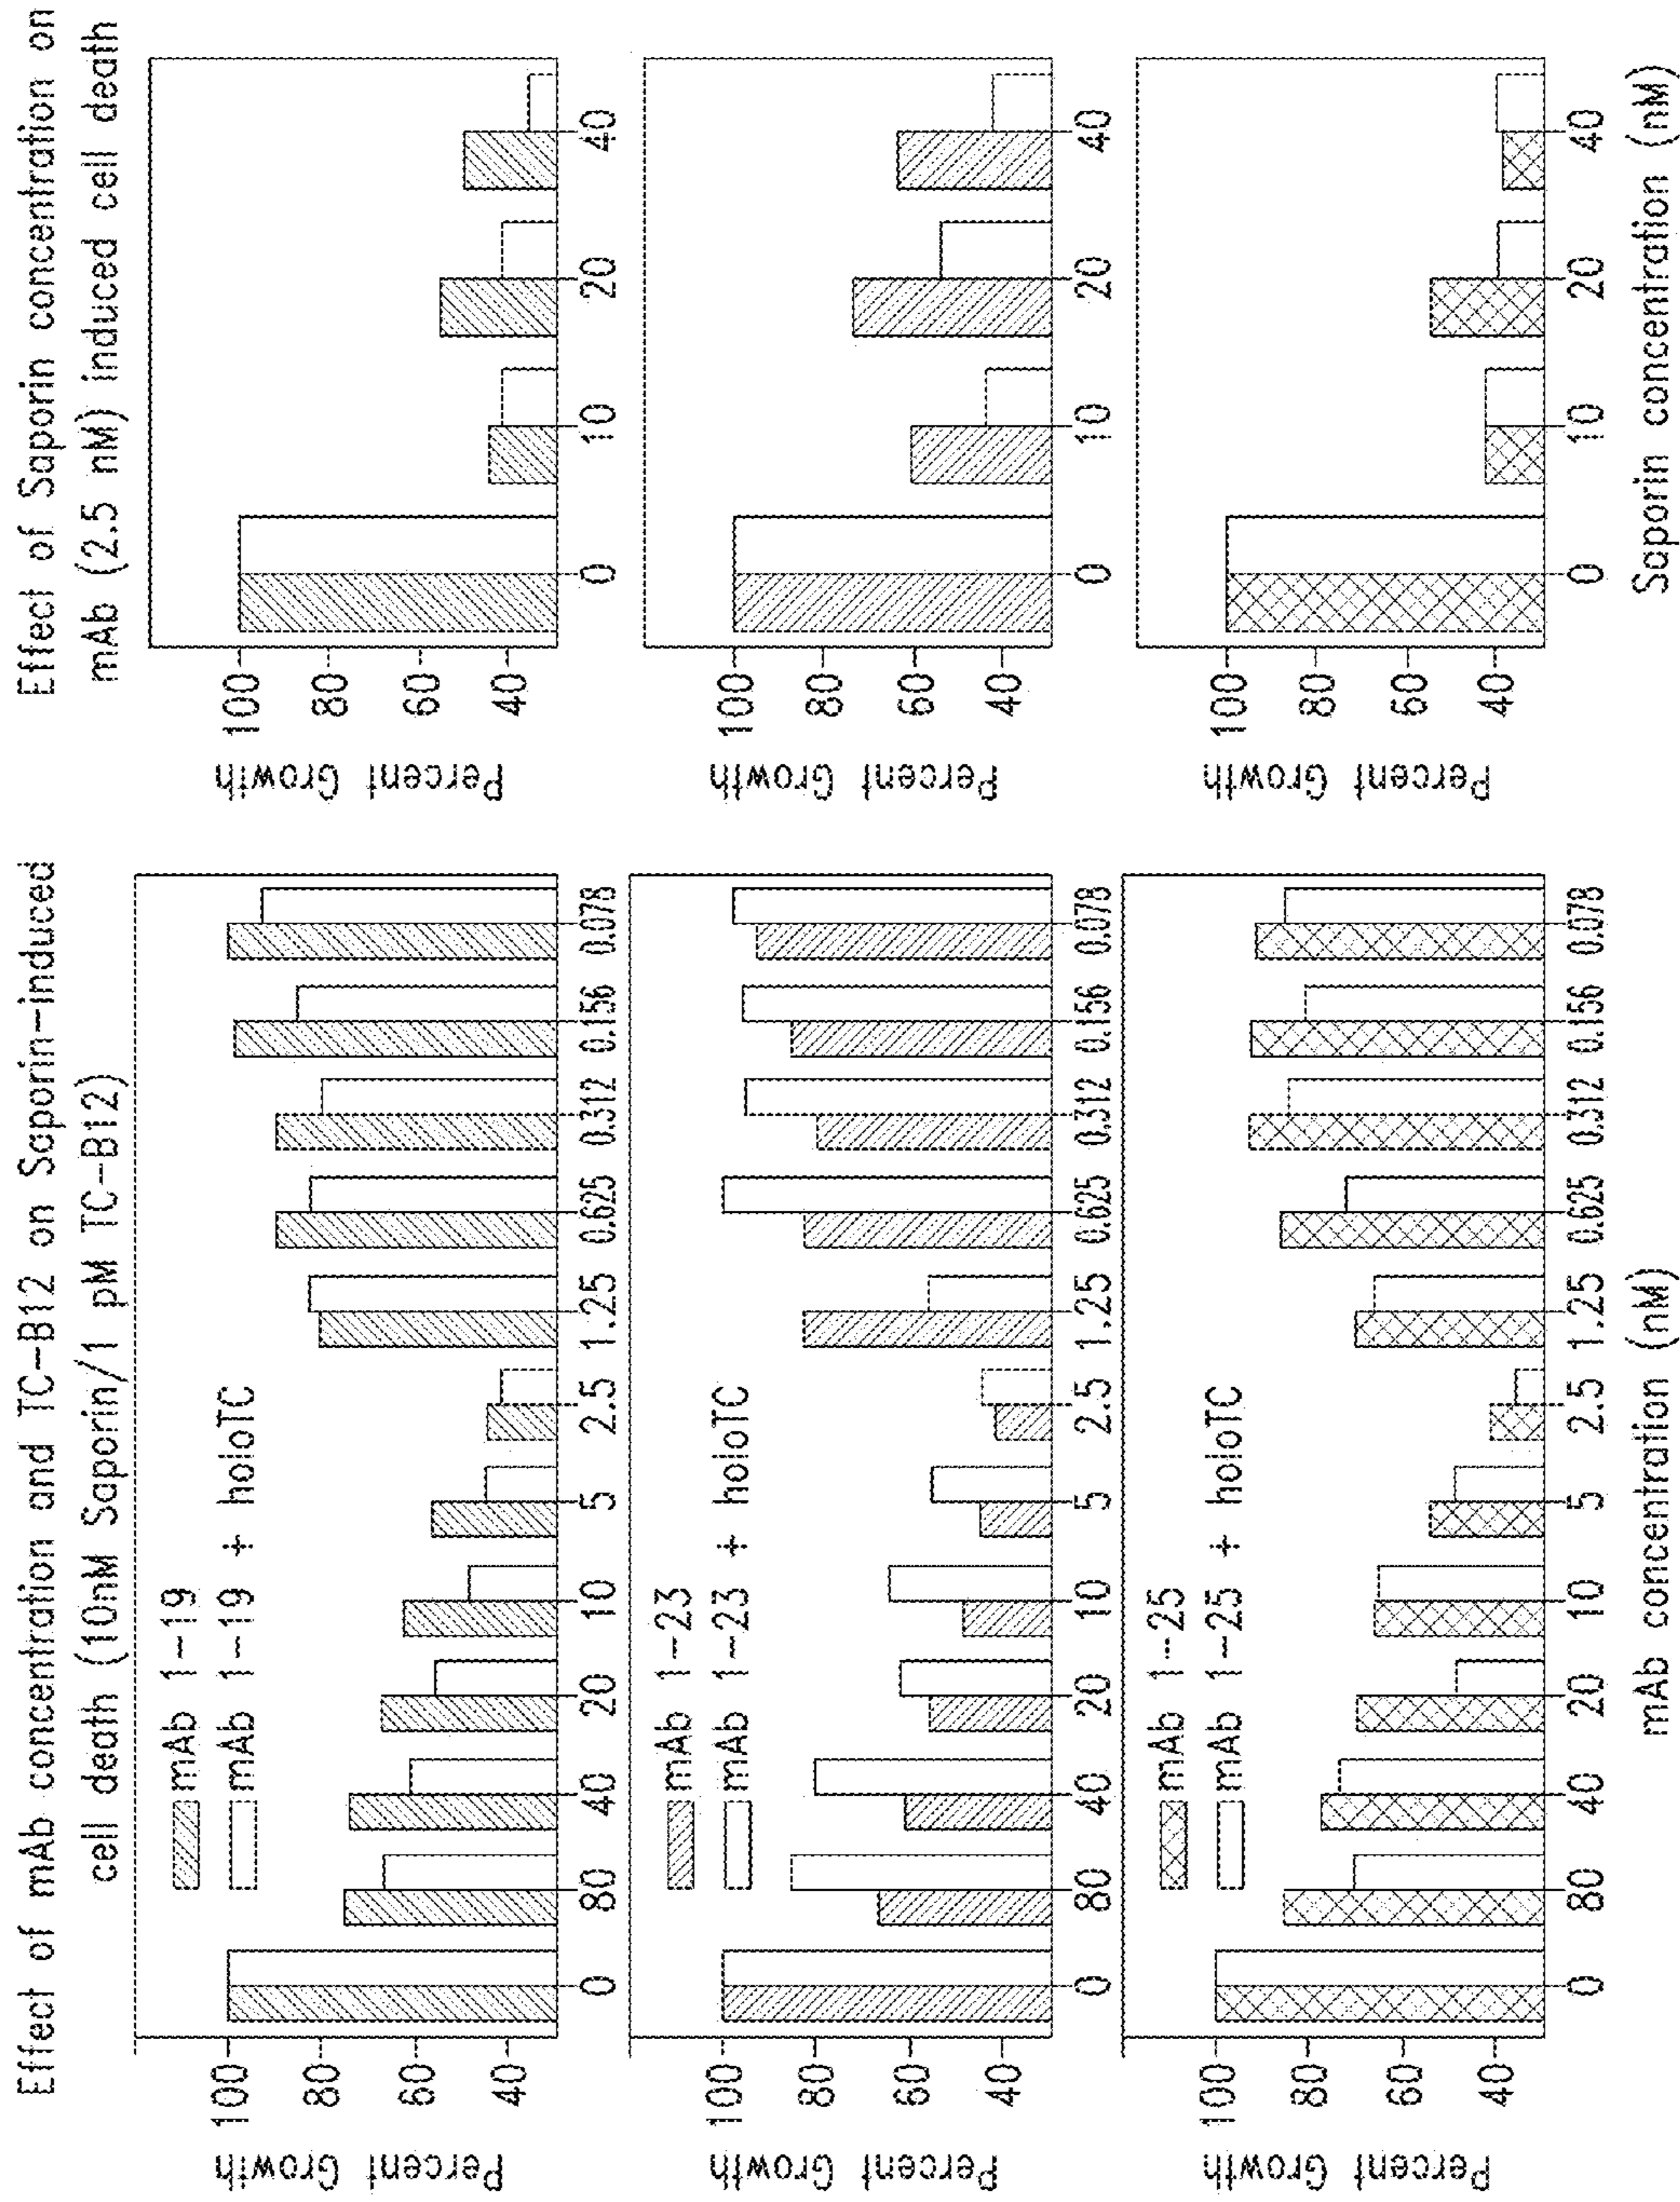 Effect of mAb concentration and TC-B12 on Saporin-induced
cell death (10nM Saporin/1 pM TC-B12)
Percent Growth
100
80
60
40
mAb 1-19
mAb 1-19 + holoTC
0 80 40 20 10 5 2.5 1.25 0.625 0.312 0.156 0.078
Percent Growth
100
80
60
40
mAb 1-23
mAb 1-23 + holoTC
0 80 40 20 10 5 2.5 1.25 0.625 0.312 0.156 0.078
Percent Growth
100
80
60
40
mAb 1-25
mAb 1-25 + holoTC
0 80 40 20 10 5 2.5 1.25 0.625 0.312 0.156 0.078
mAb concentration (nM)
Effect of Saporin concentration on
mAb (2.5 nM) induced cell death
Percent Growth
100
80
60
40
0 10 20 40
Percent Growth
100
80
60
40
0 10 20 40
Percent Growth
100
80
60
40
0 10 20 40
Saporin concentration (nM)